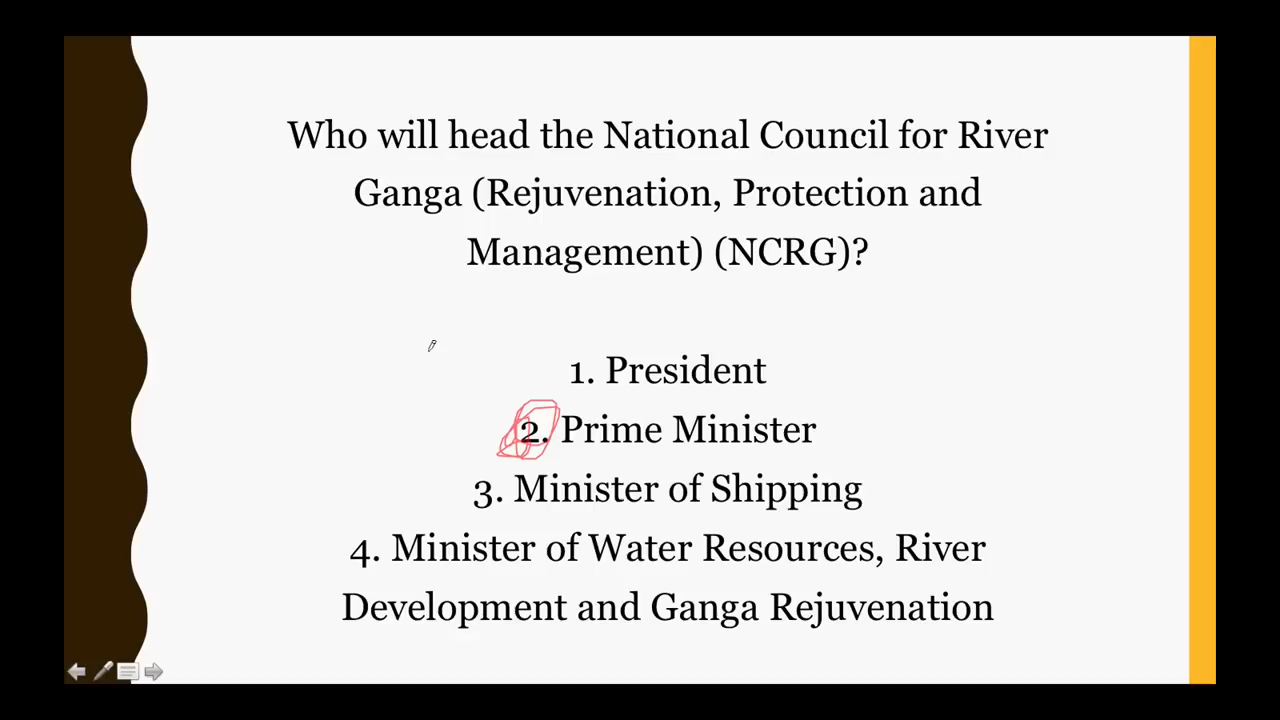 Who will head the National Council for River
Ganga (Rejuvenation, Protection and
Management) (NCRG)?
1. President
2. Prime Minister
3. Minister of Shipping
4. Minister of Water Resources, River
Development and Ganga Rejuvenation